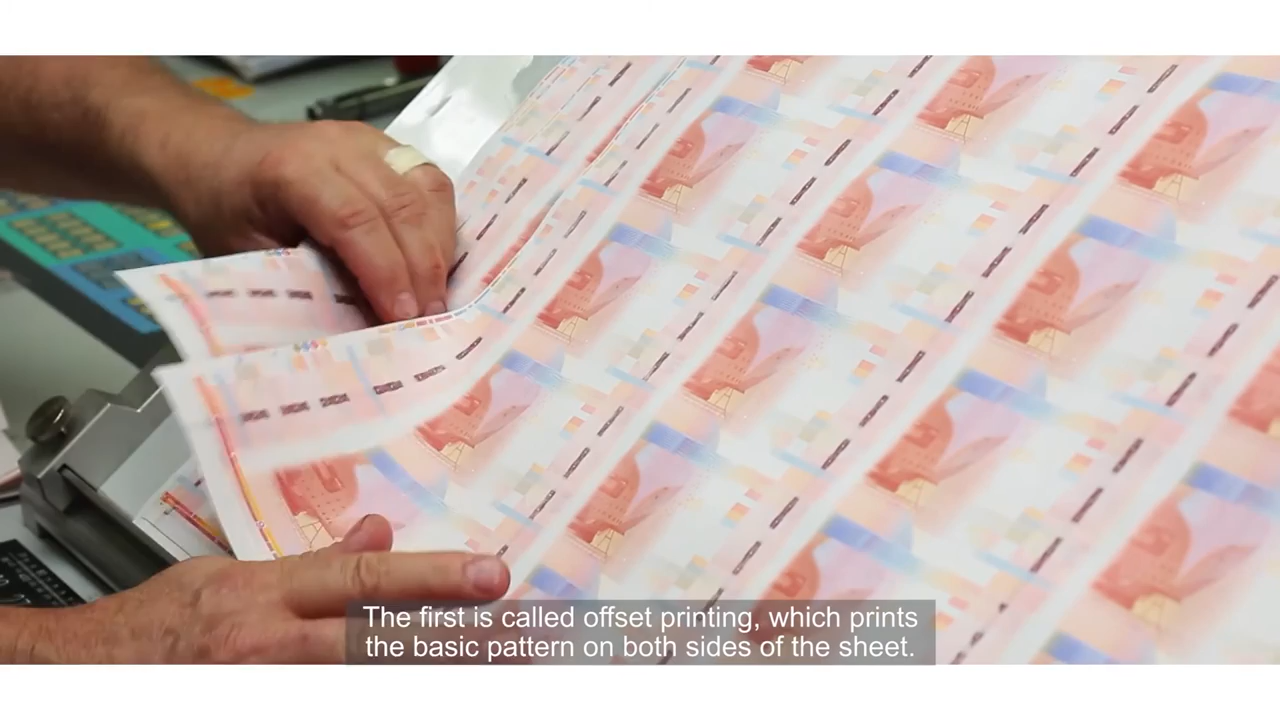 The first is called offset printing, which prints
the basic pattern on both sides of the sheet.